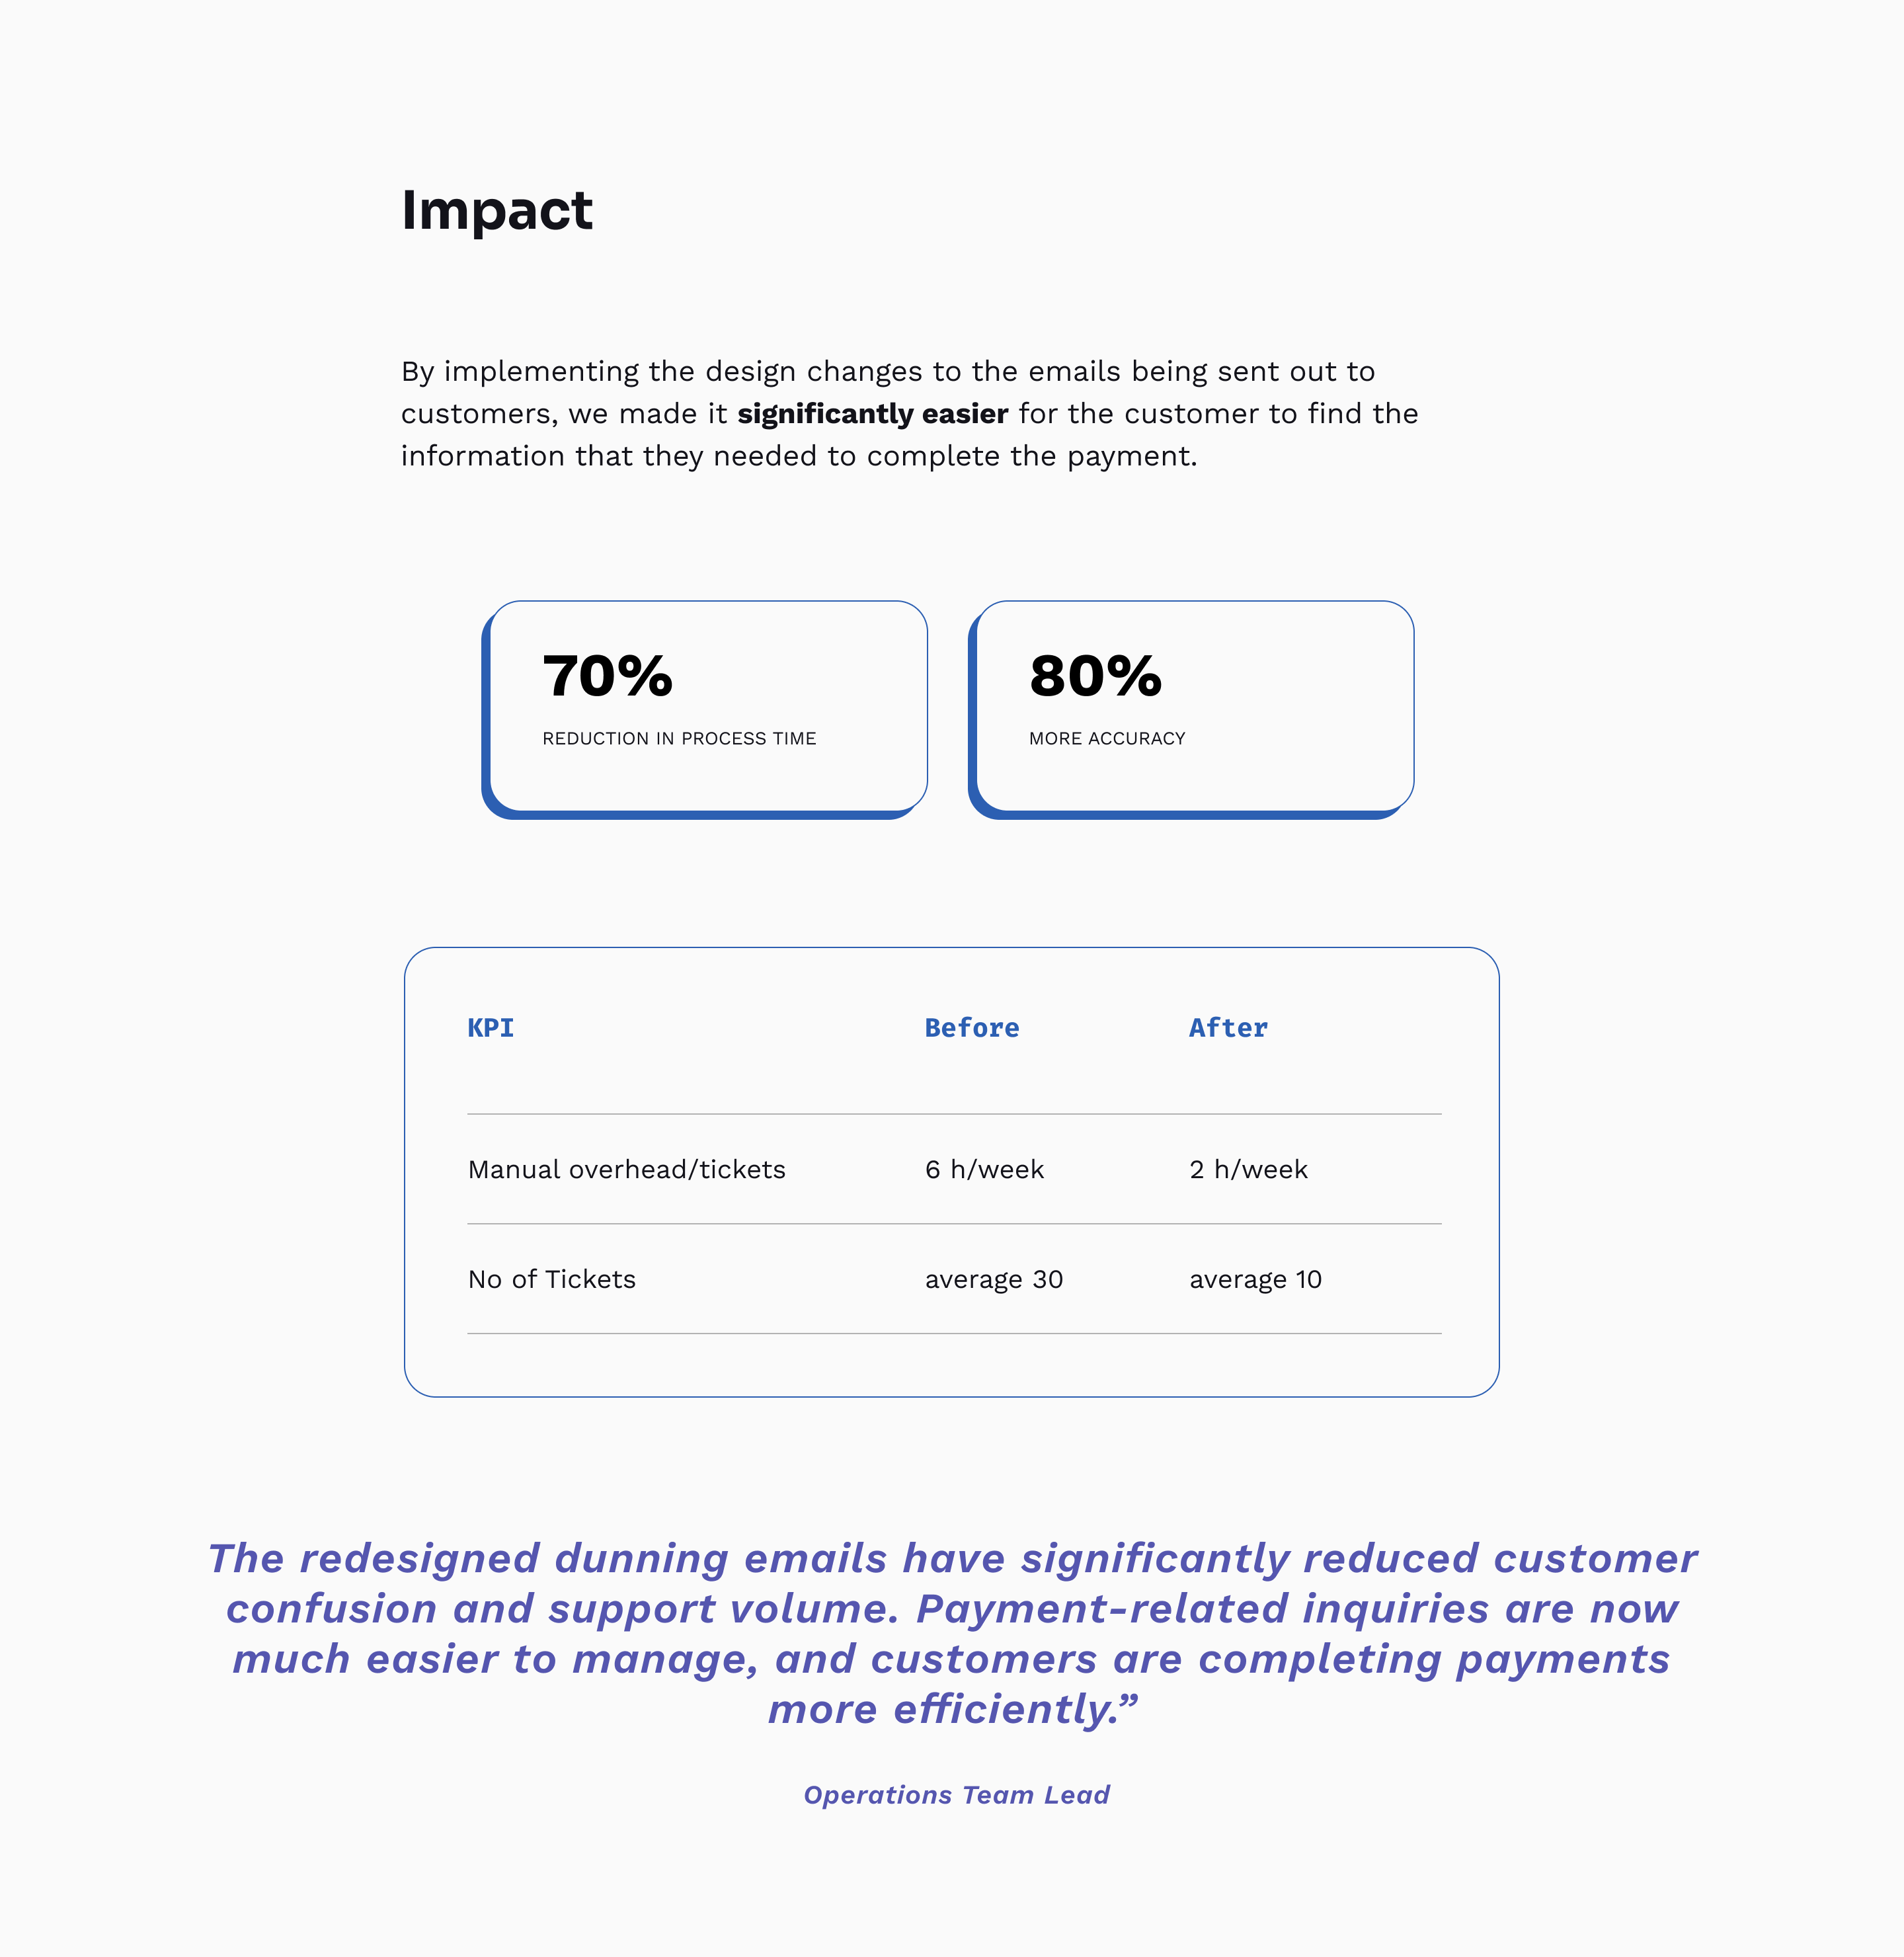 Impact
By implementing the design changes to the emails being sent out to
customers, we made it significantly easier for the customer to find the
information that they needed to complete the payment.
70%
REDUCTION IN PROCESS TIME
80%
MORE ACCURACY
KPI Before After
Manual overhead/tickets 6 h/week 2 h/week
No of Tickets average 30 average 10
The redesigned dunning emails have significantly reduced customer
confusion and support volume. Payment-related inquiries are now
much easier to manage, and customers are completing payments
more efficiently.”
Operations Team Lead